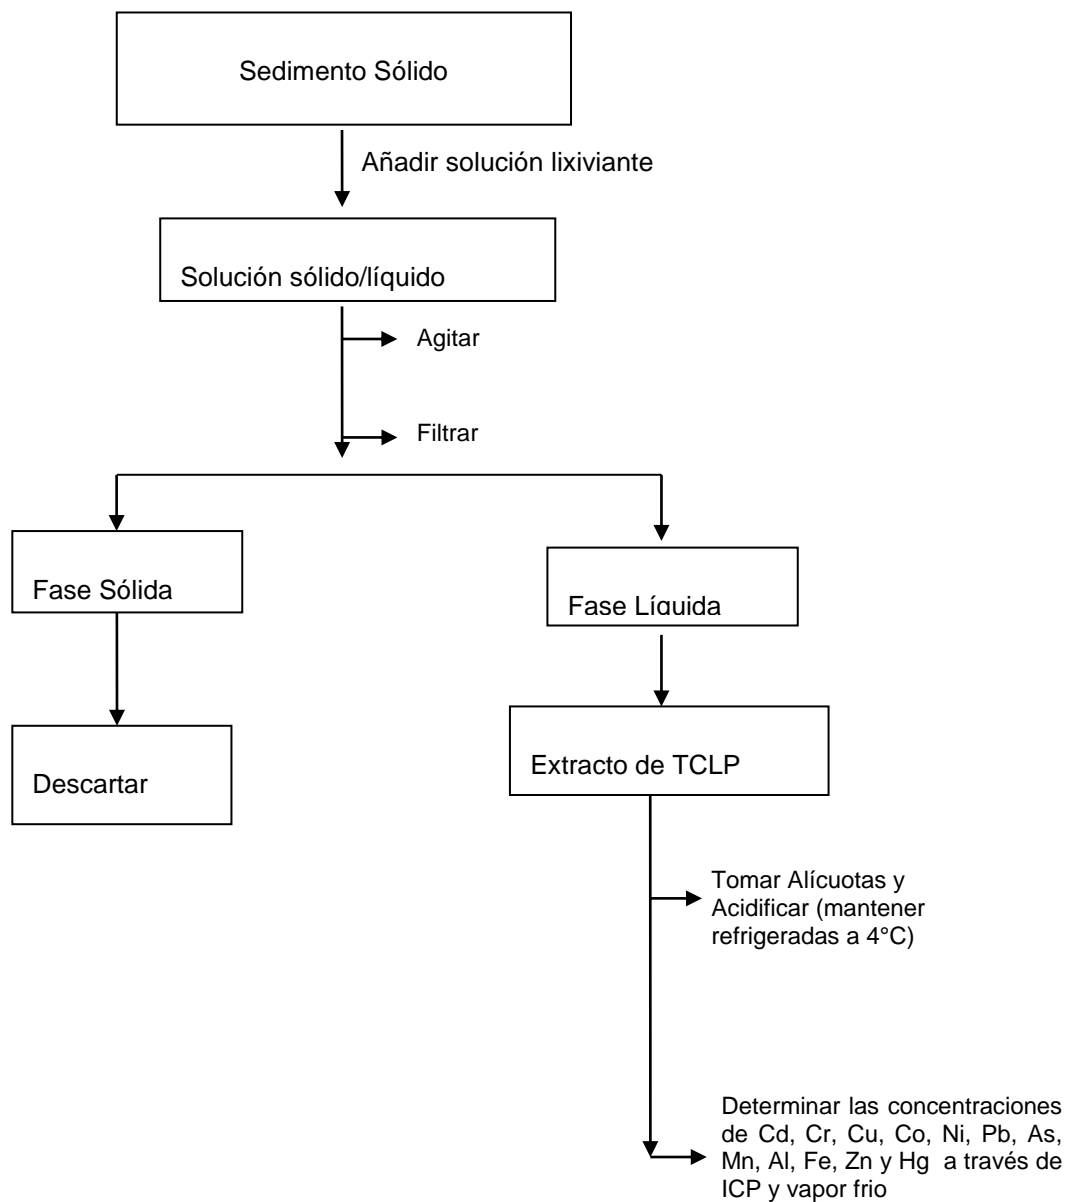 Sedimento Sólido
Añadir solución lixiviante
Solución sólido/líquido
Agitar
Filtrar
Fase Sólida
Fase Líquida
Descartar
Extracto de TCLP
Tomar Alícuotas y
Acidificar (mantener
refrigeradas a 4°C)
Determinar las concentraciones
de Cd, Cr, Cu, Co, Ni, Pb, As,
Mn, Al, Fe, Zn y Hg a través de
ICP y vapor frio